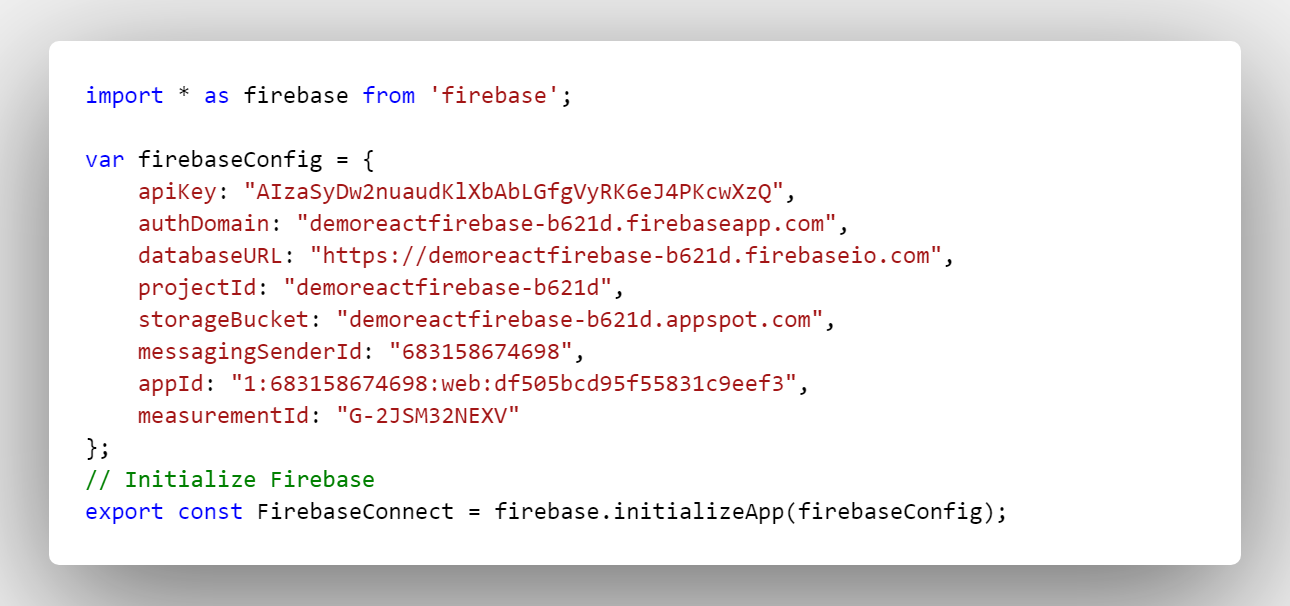 import * as firebase from 'firebase';
var firebaseConfig = {
apiKey: "AIzaSyDw2nuaudKlXbAbLGfgVyRK6eJ4PKcwXzQ",
authDomain: "demoreactfirebase-b621d.firebaseapp.com",
databaseURL: "https://demoreactfirebase-b621d.firebaseio.com",
projectId: "demoreactfirebase-b621d",
storageBucket: "demoreactfirebase-b621d.appspot.com",
messagingSenderId: "683158674698",
appId: "1:683158674698:web:df505bcd95f55831c9eef3",
measurementId: "G-2JSM32NEXV"
};
// Initialize Firebase
export const FirebaseConnect = firebase.initializeApp(firebaseConfig);